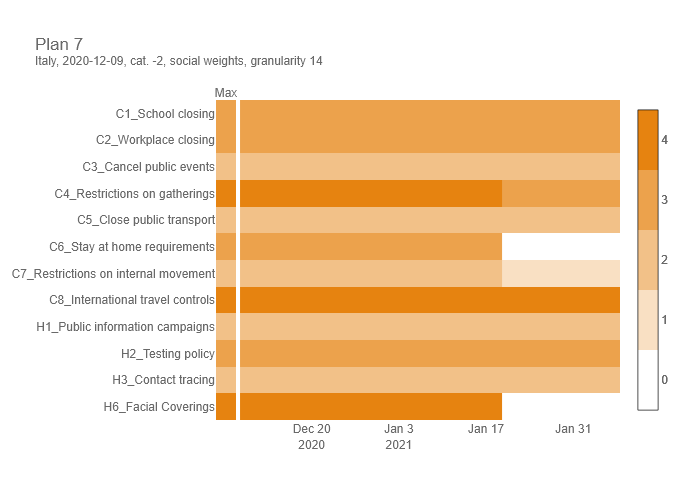 Plan 7
Italy, 2020-12-09, cat. -2, social weights, granularity 14
Max
C1_School closing
C2_Workplace closing
C3_Cancel public events
C4_Restrictions on gatherings
C5_Close public transport
C6_Stay at home requirements
C7_Restrictions on internal movement
C8_International travel controls
H1_Public information campaigns
H2_Testing policy
H3_Contact tracing
H6_Facial Coverings
4
3
2
1
0
Dec 20 Jan 3 Jan 17 Jan 31
2020 2021